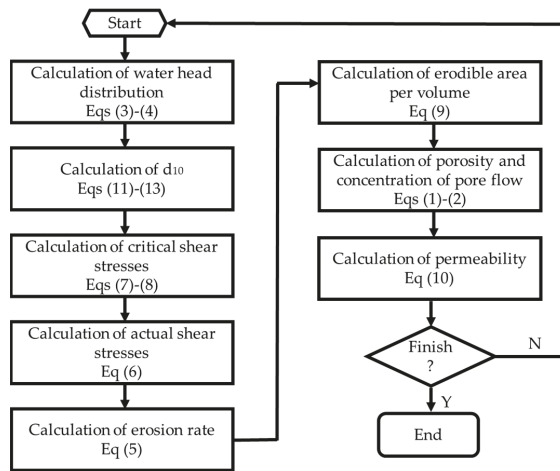 Start
Calculation of water head
distribution
Eqs (3)-(4)
Calculation of d10
Eqs (11)-(13)
Calculation of critical shear
stresses
Eqs (7)-(8)
Calculation of actual shear
stresses
Eq (6)
Calculation of erosion rate
Eq (5)
Calculation of erodible area
per volume
Eq (9)
Calculation of porosity and
concentration of pore flow
Eqs (1)-(2)
Calculation of permeability
Eq (10)
Finish
?
N
Y
End